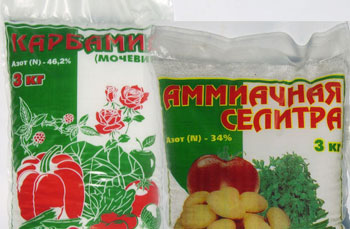 КАРБАМИ
(МОЧЕВИ
Азот (N) - 46,2%
3 кг
АММИАЧНАЯ
СЕЛИТРА
Азот (N) - 34%
3 кг